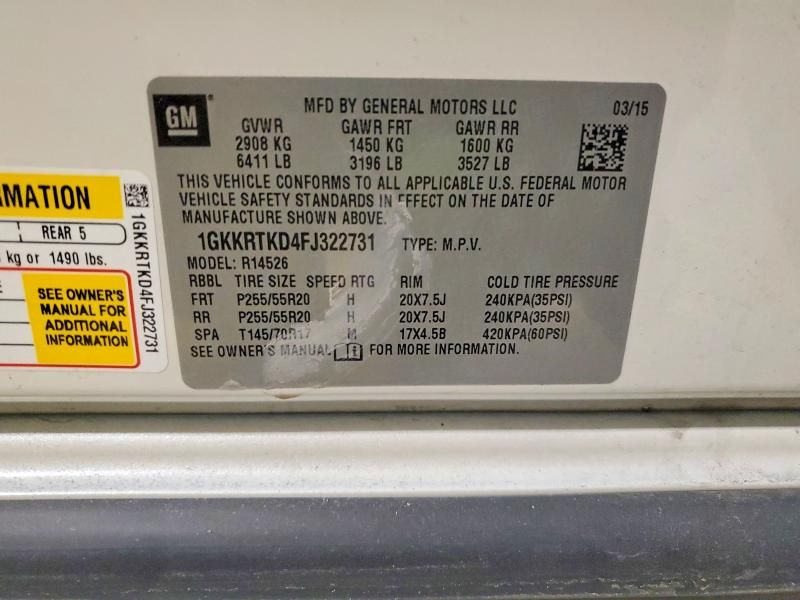 GM
MFD BY GENERAL MOTORS LLC 03/15
GVWR GAWR FRT GAWR RR
2908 KG 1450 KG 1600 KG
6411 LB 3196 LB 3527 LB
THIS VEHICLE CONFORMS TO ALL APPLICABLE U.S. FEDERAL MOTOR
VEHICLE SAFETY STANDARDS IN EFFECT ON THE DATE OF
MANUFACTURE SHOWN ABOVE.
1GKKRTKD4FJ322731 TYPE: M.P.V.
MODEL: R14526
RBBL TIRE SIZE SPEED RTG RIM COLD TIRE PRESSURE
FRT P255/55R20 H 20X7.5J 240KPA(35PSI)
RR P255/55R20 H 20X7.5J 240KPA(35PSI)
SPA T145/70R17 M 17X4.5B 420KPA(60PSI)
SEE OWNER'S MANUAL FOR MORE INFORMATION.
RMATION
REAR 5
kg or 1490 lbs.
SEE OWNER'S
MANUAL FOR
ADDITIONAL
INFORMATION
1GKKRTKD4FJ322731